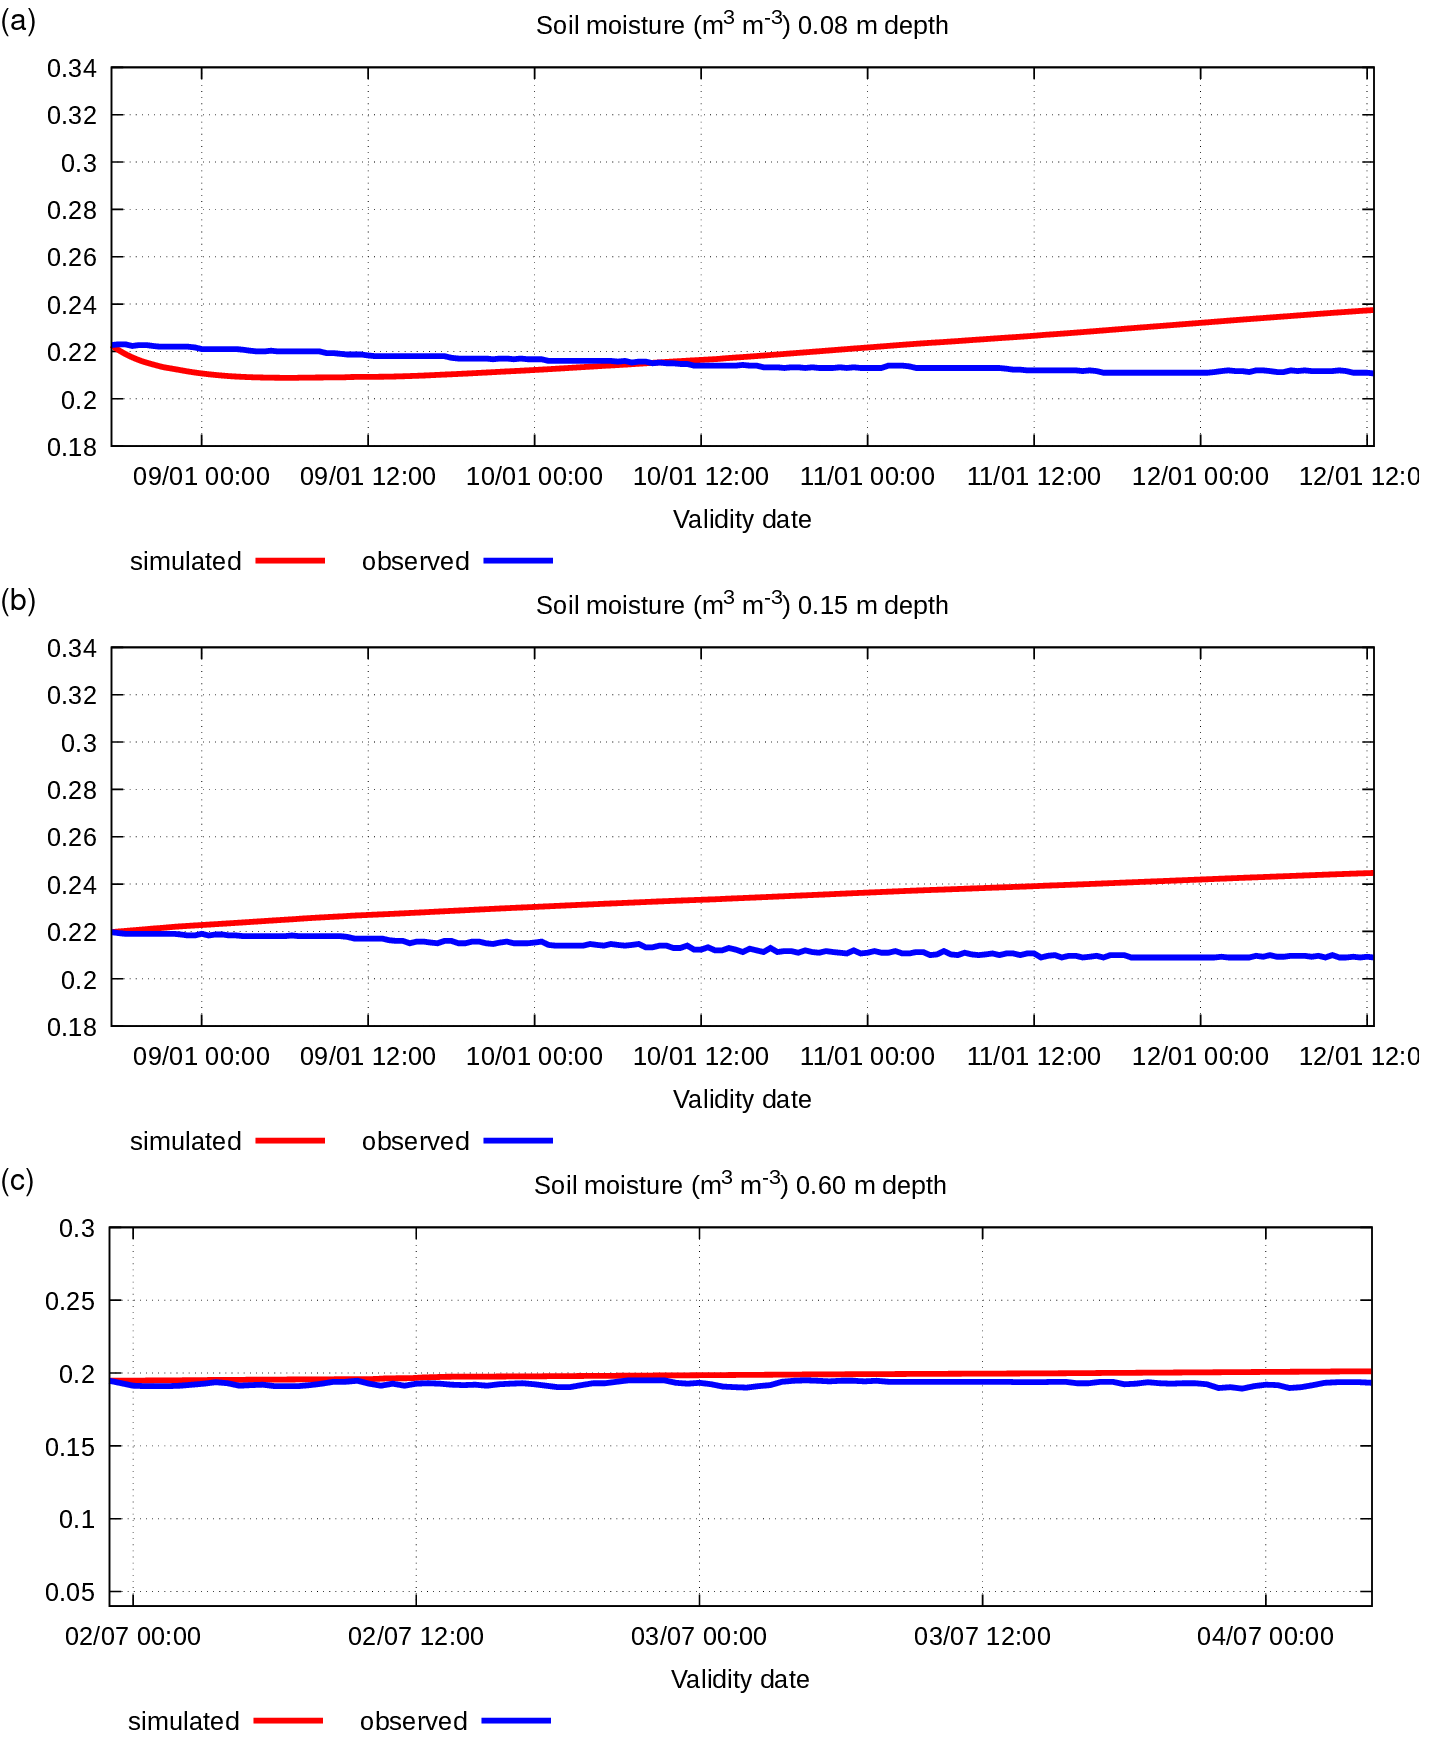 (a)
Soil moisture (m3 m-3) 0.08 m depth
0.34
0.32
0.3
0.28
0.26
0.24
0.22
0.2
0.18
09/01 00:00 09/01 12:00 10/01 00:00 10/01 12:00 11/01 00:00 11/01 12:00 12/01 00:00 12/01 12:0
Validity date
simulated observed
(b)
Soil moisture (m3 m-3) 0.15 m depth
0.34
0.32
0.3
0.28
0.26
0.24
0.22
0.2
0.18
09/01 00:00 09/01 12:00 10/01 00:00 10/01 12:00 11/01 00:00 11/01 12:00 12/01 00:00 12/01 12:0
Validity date
simulated observed
(c)
Soil moisture (m3 m-3) 0.60 m depth
0.3
0.25
0.2
0.15
0.1
0.05
02/07 00:00 02/07 12:00 03/07 00:00 03/07 12:00 04/07 00:00
Validity date
simulated observed